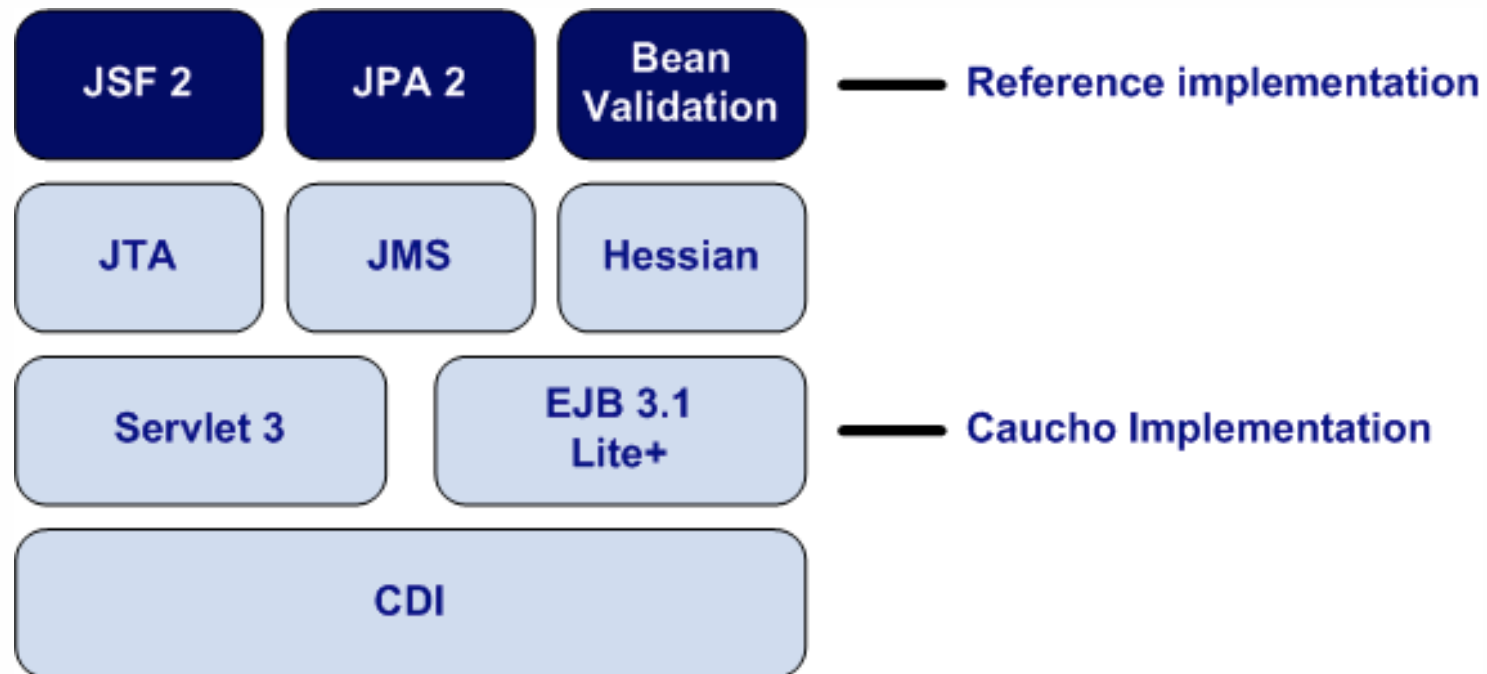 JSF 2
JPA 2
Bean
Validation
Reference implementation
JTA
JMS
Hessian
Servlet 3
EJB 3.1
Lite+
Caucho Implementation
CDI